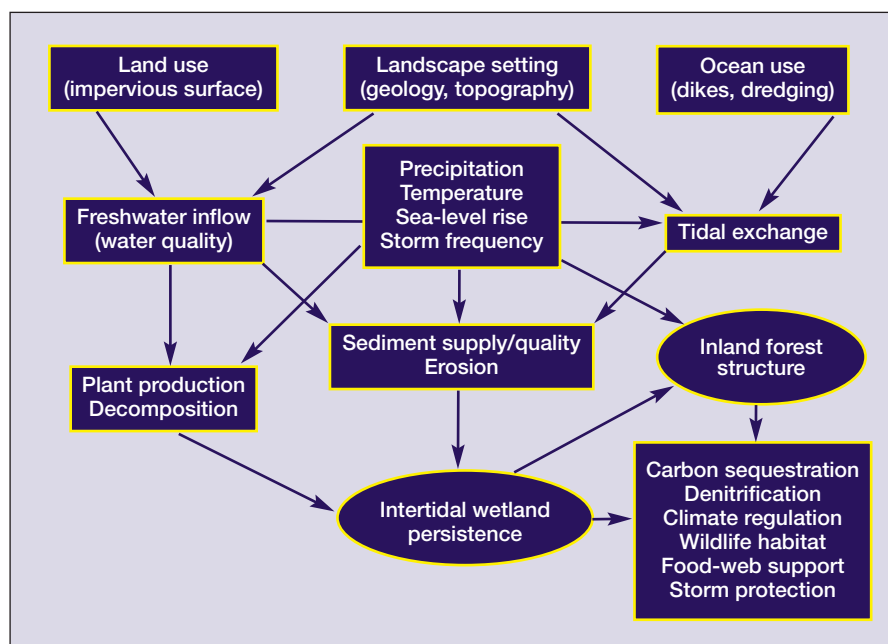 Land use
(impervious surface)
Landscape setting
(geology, topography)
Ocean use
(dikes, dredging)
Precipitation
Temperature
Sea-level rise
Storm frequency
Freshwater inflow
(water quality)
Tidal exchange
Sediment supply/quality
Erosion
Inland forest
structure
Plant production
Decomposition
Intertidal wetland
persistence
Carbon sequestration
Denitrification
Climate regulation
Wildlife habitat
Food-web support
Storm protection